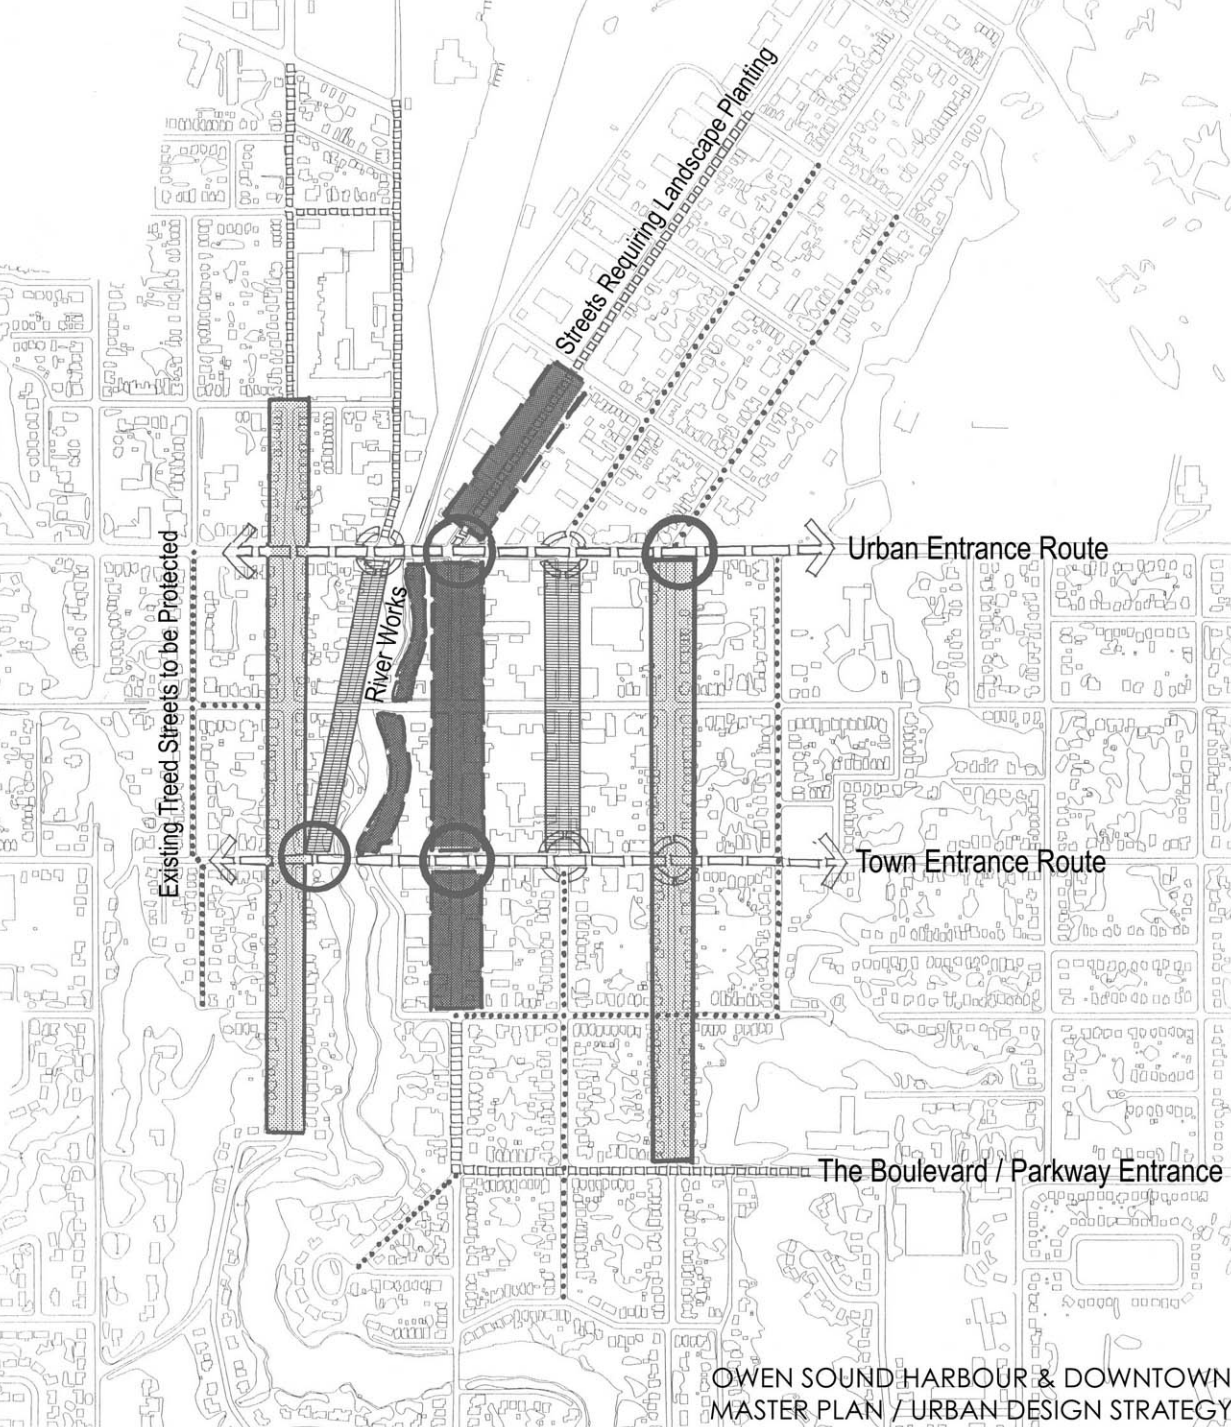 Streets Requiring Landscape Planting
Existing Treed Streets to be Protected
River Works
Urban Entrance Route
Town Entrance Route
The Boulevard / Parkway Entrance
OWEN SOUND HARBOUR & DOWNTOWN
MASTER PLAN / URBAN DESIGN STRATEGY